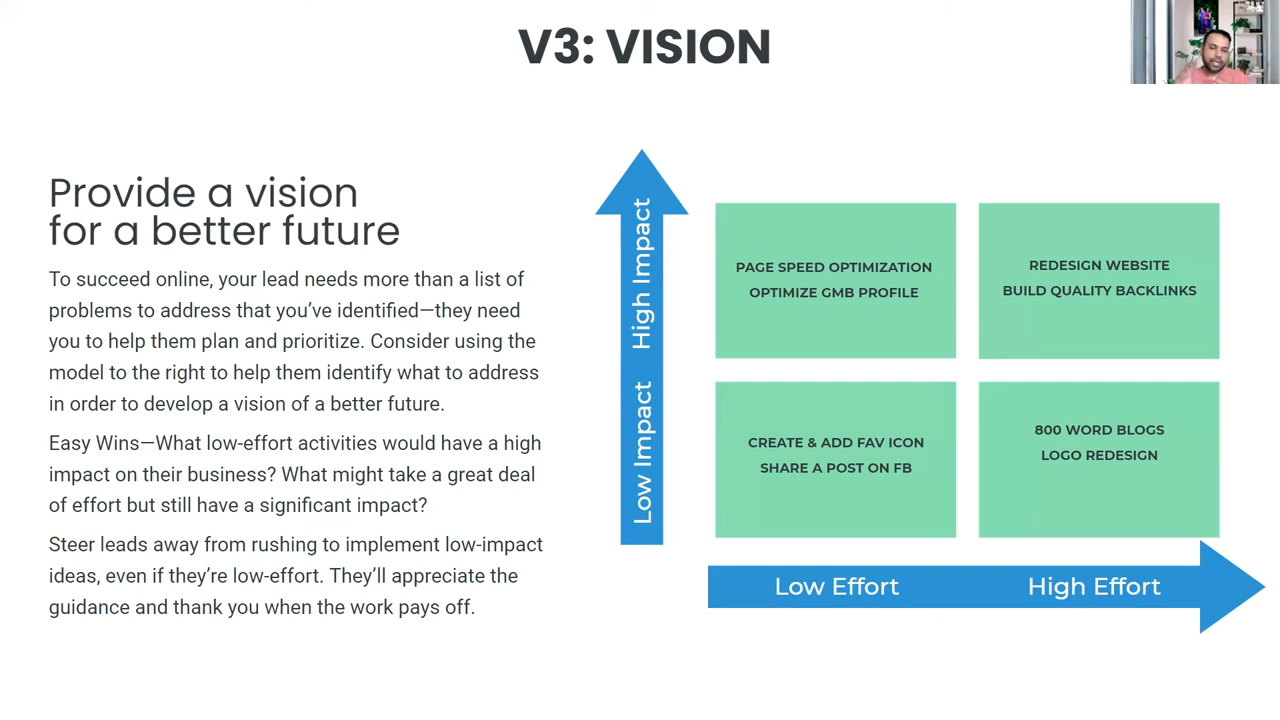 V3: VISION
Provide a vision
for a better future
To succeed online, your lead needs more than a list of
problems to address that you’ve identified—they need
you to help them plan and prioritize. Consider using the
model to the right to help them identify what to address
in order to develop a vision of a better future.
Easy Wins—What low-effort activities would have a high
impact on their business? What might take a great deal
of effort but still have a significant impact?
Steer leads away from rushing to implement low-impact
ideas, even if they’re low-effort. They’ll appreciate the
guidance and thank you when the work pays off.
High Impact
Low Impact
PAGE SPEED OPTIMIZATION
OPTIMIZE GMB PROFILE
REDESIGN WEBSITE
BUILD QUALITY BACKLINKS
CREATE & ADD FAV ICON
SHARE A POST ON FB
800 WORD BLOGS
LOGO REDESIGN
Low Effort
High Effort